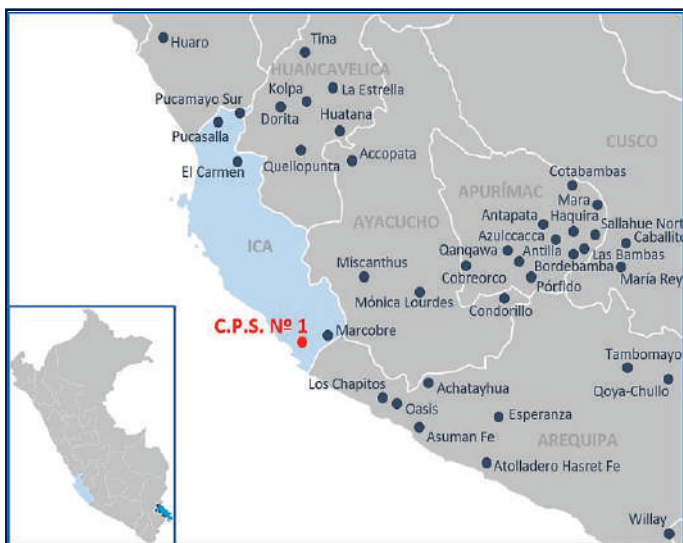 Huaro
Tina
HUANCAVELICA
Kolpa
La Estrella
Pucamayo Sur
Dorita
Huatana
Pucasalla
CUSCO
El Carmen
Quellopunta
Accopata
Cotabambas
APURÍMAC
Mara
Antapata
Haquira
AYACUCHO
Azulccacca
Sallahue Nort
ICA
Qanqawa
Antilla
Caballito
Miscanthus
Las Bambas
Cobreorco
Bordebamba
María Rey
Mónica Lourdes
Pórfido
Condorillo
C.P.S. Nº 1
Marcobre
Tambomayo
Los Chapitos
Achatayhua
Qoya-Chullo
Oasis
Esperanza
Asuman Fe
AREQUIPA
Atolladero Hasret Fe
Willay